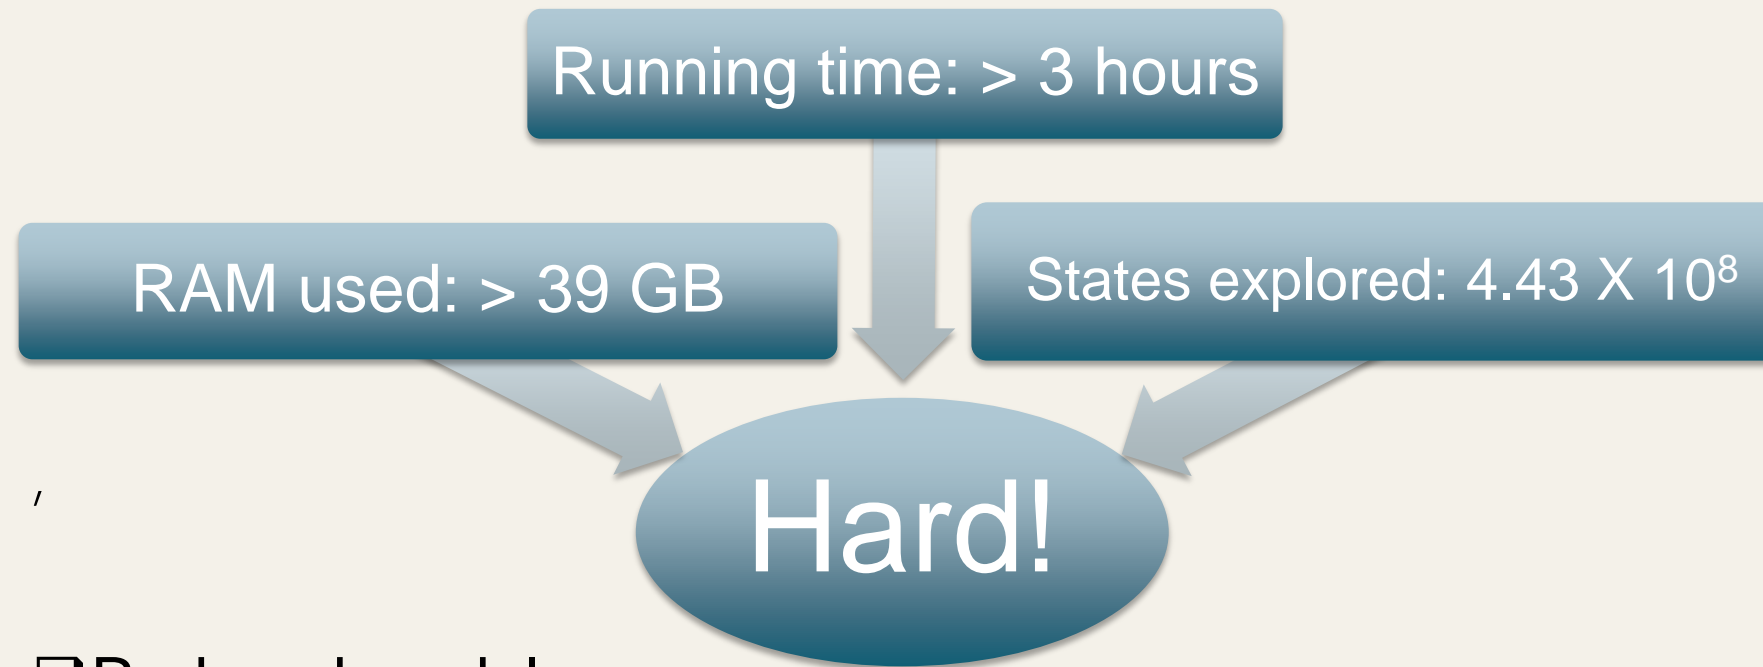 Running time: > 3 hours
RAM used: > 39 GB
States explored: 4.43 X 10⁸
Hard!